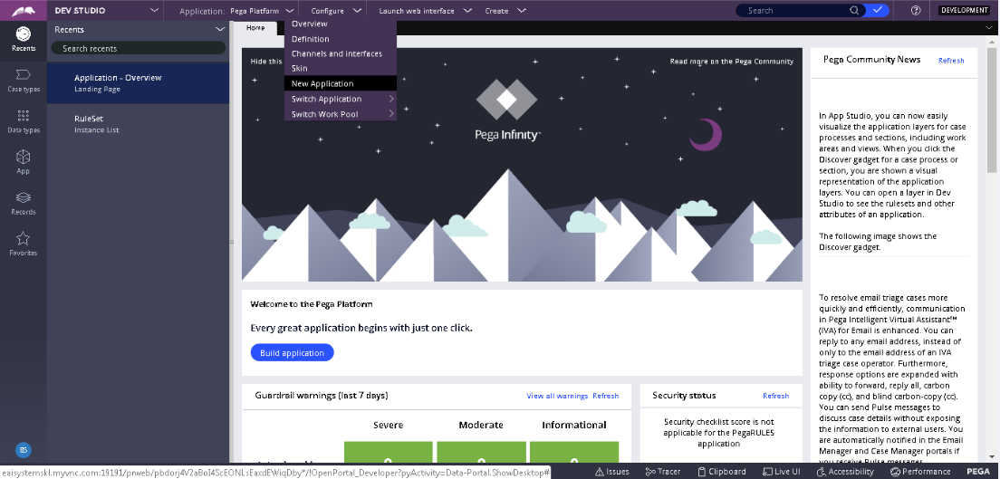 DEV STUDIO
Application: Pega Platform
Configure
Launch web interface
Create
Search
DEVELOPMENT
Recents
Case types
Data types
App
Records
Favorites
BS
Recents
Search recents
Application - Overview
Landing Page
RuleSet
Instance List
Home
Overview
Definition
Channels and interfaces
Skin
New Application
Switch Application
Switch Work Pool
Hide this
Read more on the Pega Community
Pega Infinity™
Welcome to the Pega Platform
Every great application begins with just one click.
Build application
Guardrail warnings (last 7 days)
View all warnings Refresh
Severe Moderate Informational
Security status
Refresh
Security checklist score is not
applicable for the PegaRULES
application
Pega Community News
Refresh
In App Studio, you can now easily
visualize the application layers for case
processes and sections, including work
areas and views. When you click the
Discover gadget for a case process or
section, you are shown a visual
representation of the application
layers. You can open a layer in Dev
Studio to see the rulesets and other
attributes of an application.
The following image shows the
Discover gadget.
To resolve email triage cases more
quickly and efficiently, communication
in Pega Intelligent Virtual Assistant™
(IVA) for Email is enhanced. You can
reply to any email address, instead of
only to the email address of an IVA
triage case operator. Furthermore,
response options are expanded with
ability to forward, reply all, carbon
copy (cc), and blind carbon-copy (cc).
You can send Pulse messages to
discuss case details without exposing
the information to external users. You
are automatically notified in the Email
Manager and Case Manager portals if
you receive Pulse messages
Issues
Tracer
Clipboard
Live UI
Accessibility
Performance
PEGA